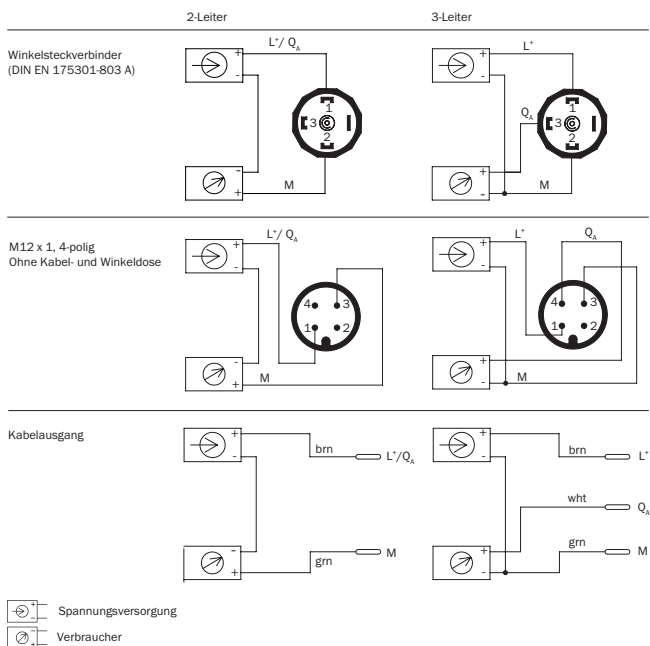 2-Leiter 3-Leiter
Winkelsteckverbinder
(DIN EN 175301-803 A)
+ L⁺/ Q_A + L⁺
- -
1 1
3 3
2 2
Q_A
- +
+ M - M
M12 x 1, 4-polig
Ohne Kabel- und Winkeldose
+ L⁺/ Q_A + L⁺ Q_A
- -
4 3 4 3
1 2 1 2
- +
+ M - M
Kabelausgang
+ brn L⁺/Q_A + brn L⁺
- -
wht Q_A
- grn M + grn M
+ -
+ Spannungsversorgung
-
- Verbraucher
+